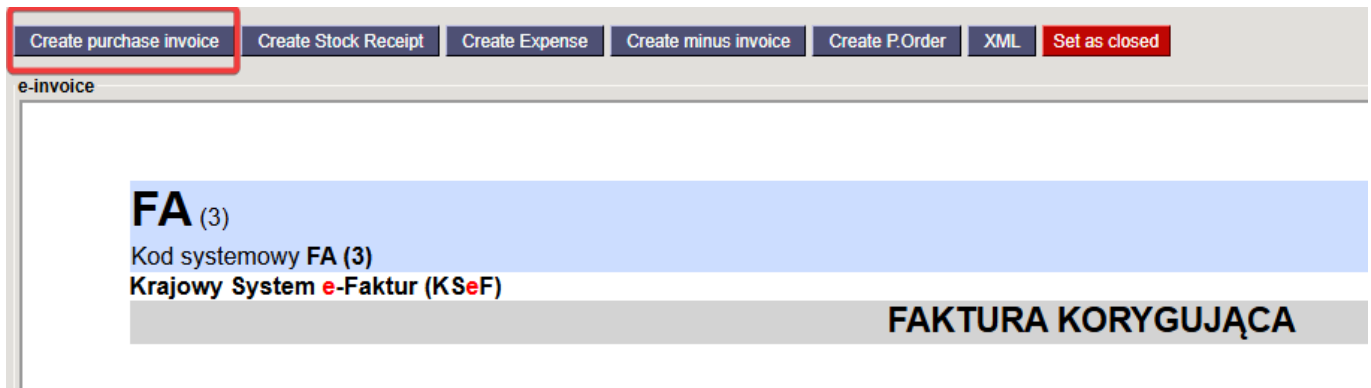 Create purchase invoice Create Stock Receipt Create Expense Create minus invoice Create P.Order XML Set as closed
e-invoice
FA (3)
Kod systemowy FA (3)
Krajowy System e-Faktur (KSeF)
FAKTURA KORYGUJĄCA